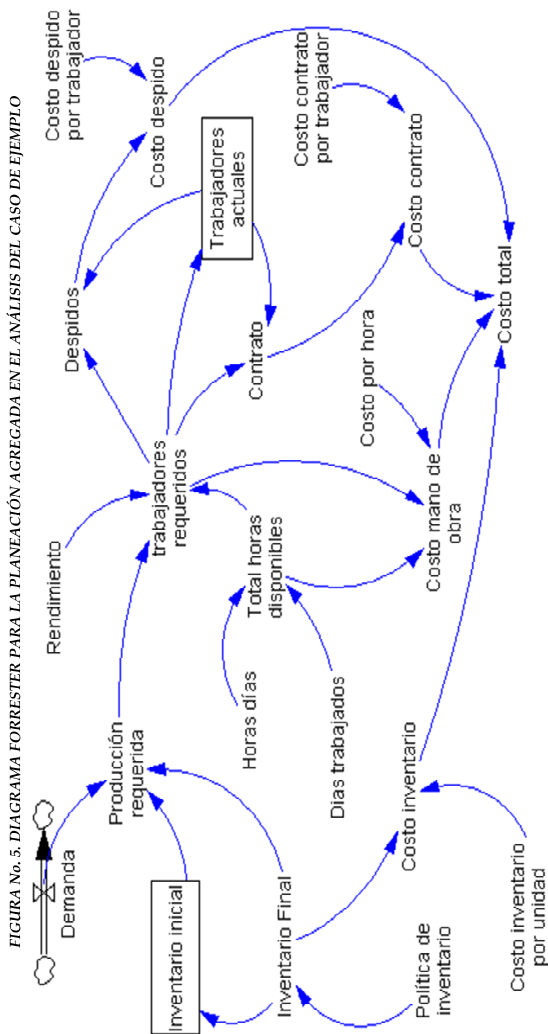 FIGURA No. 5. DIAGRAMA FORRESTER PARA LA PLANEACIÓN AGREGADA EN EL ANÁLISIS DEL CASO DE EJEMPLO
Demanda
Rendimiento
Despidos
Costo despido
por trabajador
Costo despido
Producción
requerida
trabajadores
requeridos
Trabajadores
actuales
Inventario inicial
Horas días
Total horas
disponibles
Contrato
Costo contrato
por trabajador
Inventario Final
Dias trabajados
Costo por hora
Costo contrato
Política de
inventario
Costo inventario
Costo mano de
obra
Costo total
Costo inventario
por unidad